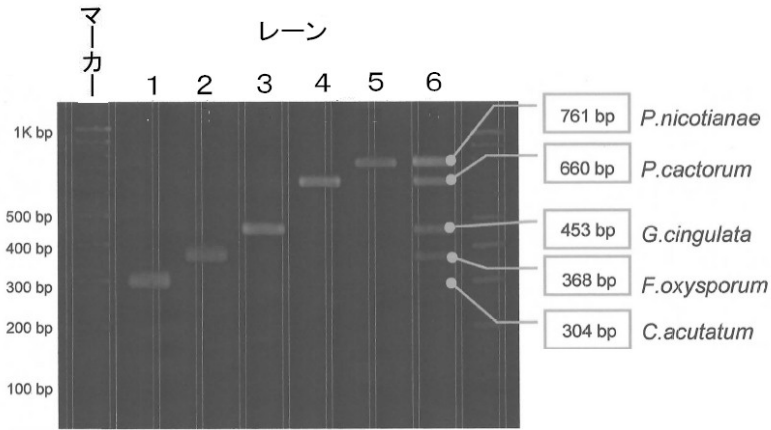 マーカー
レーン
1 2 3 4 5 6
1K bp
500 bp
400 bp
300 bp
200 bp
100 bp
761 bp P.nicotianae
660 bp P.cactorum
453 bp G.cingulata
368 bp F.oxysporum
304 bp C.acutatum